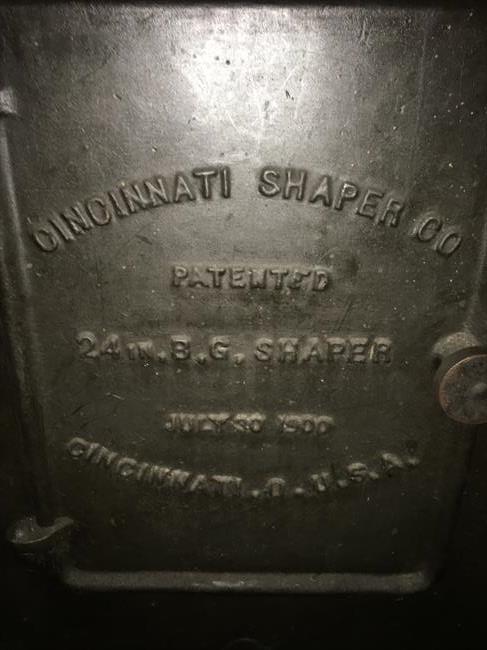 CINCINNATI SHAPER CO
PATENTED
24 IN. B.G. SHAPER
JULY 30 1900
CINCINNATI.O.U.S.A.